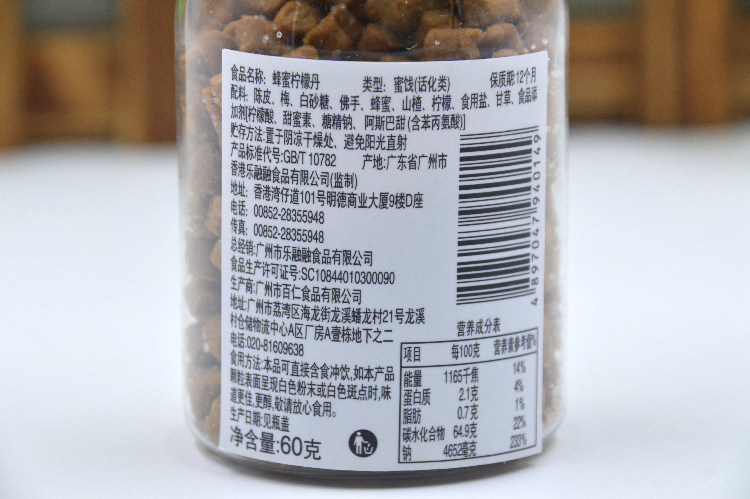 食品名称：蜂蜜柠檬丹 类型：蜜饯(话化类) 保质期:12个月
配料：陈皮、梅、白砂糖、佛手、蜂蜜、山楂、柠檬、食用盐、甘草、食品添
加剂[柠檬酸、甜蜜素、糖精钠、阿斯巴甜(含苯丙氨酸)]
贮存方法:置于阴凉干燥处、避免阳光直射
产品标准代号:GB/T 10782 产地:广东省广州市
香港乐融融食品有限公司(监制)
地址：香港湾仔道101号明德商业大厦9楼D座
电话：00852-28355948
传真：00852-28355948
总经销:广州市乐融融食品有限公司
食品生产许可证号:SC10844010300090
生产商:广州市百仁食品有限公司
地址:广州市荔湾区海龙街龙溪蟠龙村21号龙溪
村仓储物流中心A区厂房A壹栋地下之二
电话:020-81609638
食用方法:本品可直接含食冲饮,如本产品
颗粒表面呈现白色粉末或白色斑点时,味
道更佳,更醇,敬请放心食用。
生产日期:见瓶盖
净含量:60克
4897047940149
营养成分表
项目 每100克 营养素参考值%
能量 1165千焦 14%
蛋白质 2.1克 4%
脂肪 0.7克 1%
碳水化合物 64.9克 22%
钠 4652毫克 233%